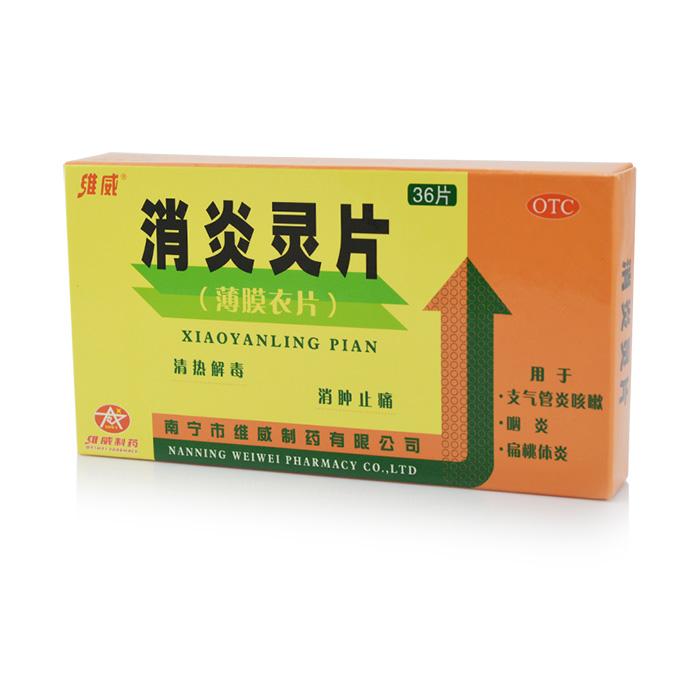 维威®
36片
OTC
消炎灵片
（薄膜衣片）
XIAOYANLING PIAN
清热解毒
消肿止痛
用于
·支气管炎咳嗽
·咽炎
·扁桃体炎
维威制药
WEIWEI PHARMACY
南宁市维威制药有限公司
NANNING WEIWEI PHARMACY CO.,LTD
消炎灵片